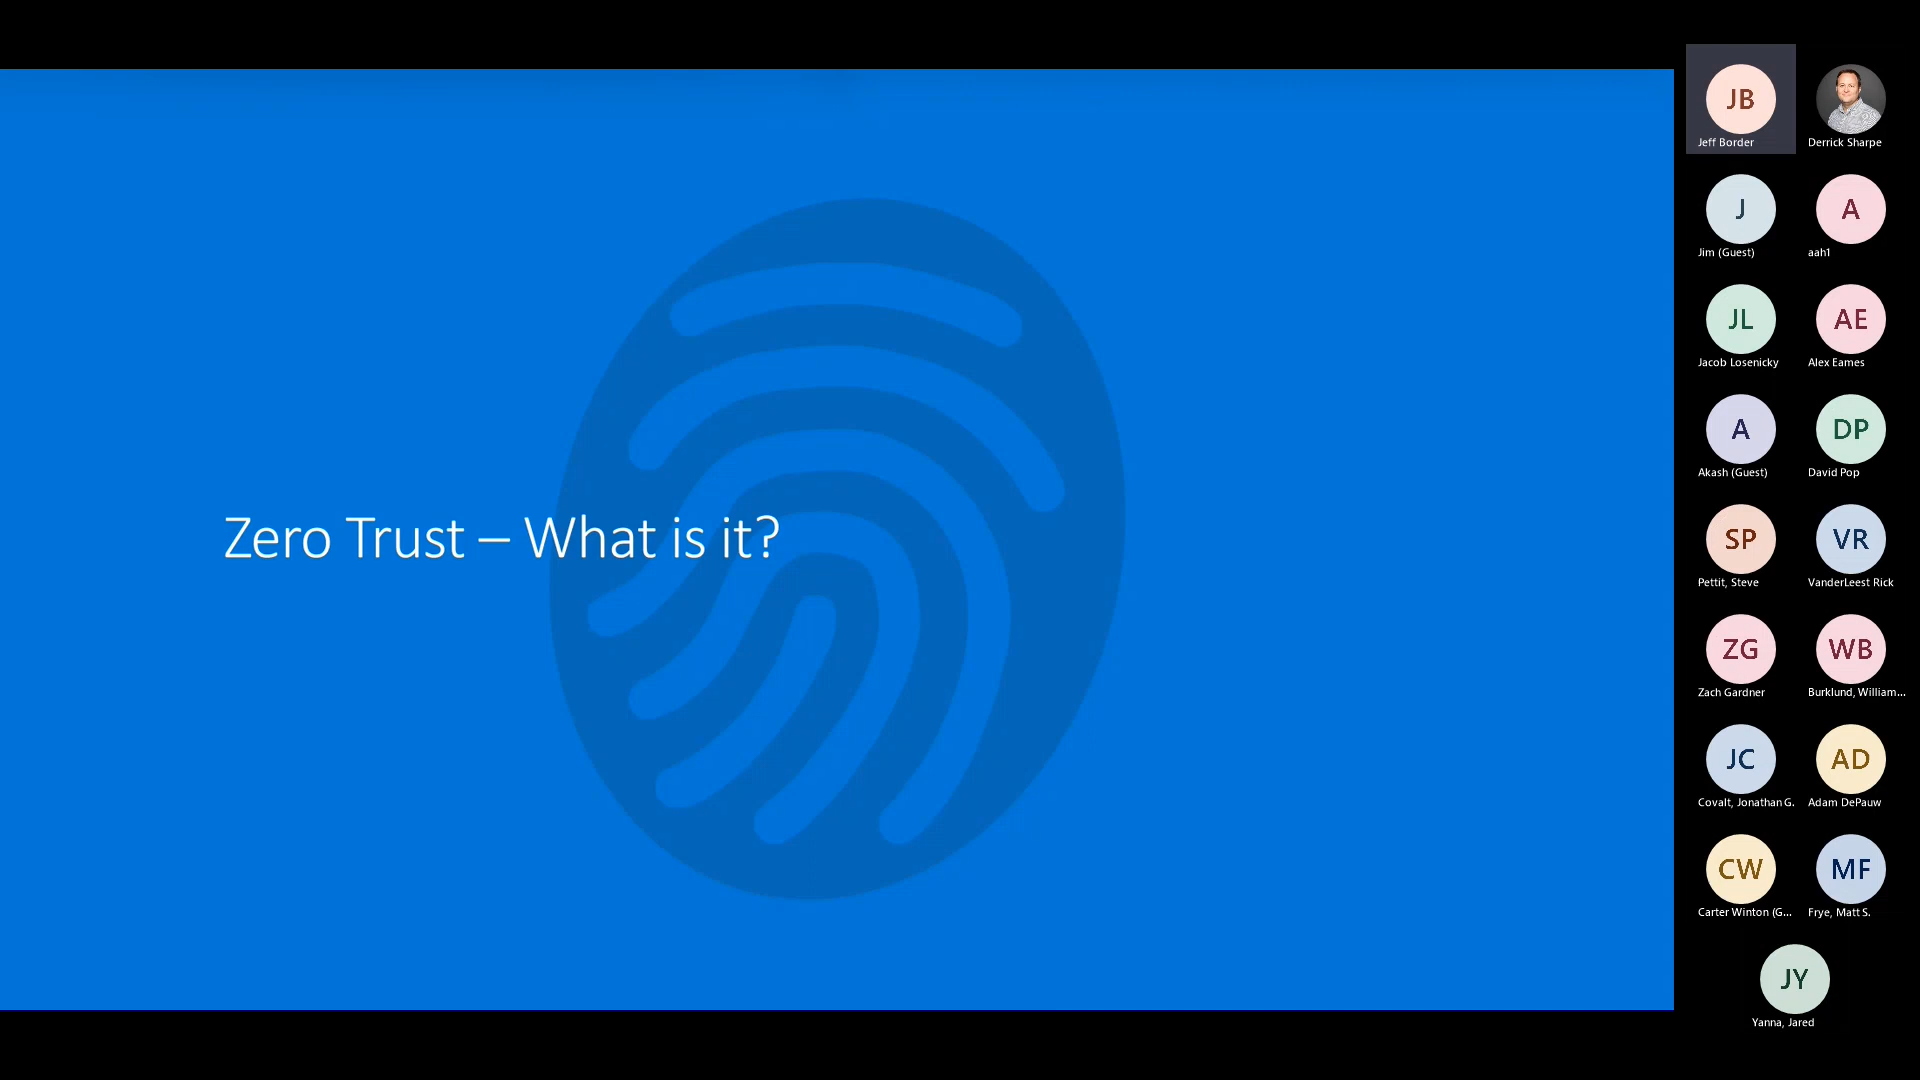 Zero Trust – What is it?
JB
Jeff Border
Derrick Sharpe
J
Jim (Guest)
A
aah1
JL
Jacob Losenicky
AE
Alex Eames
A
Akash (Guest)
DP
David Pop
SP
Pettit, Steve
VR
VanderLeest Rick
ZG
Zach Gardner
WB
Burklund, William...
JC
Covalt, Jonathan G.
AD
Adam DePauw
CW
Carter Winton (G...
MF
Frye, Matt S.
JY
Yanna, Jared